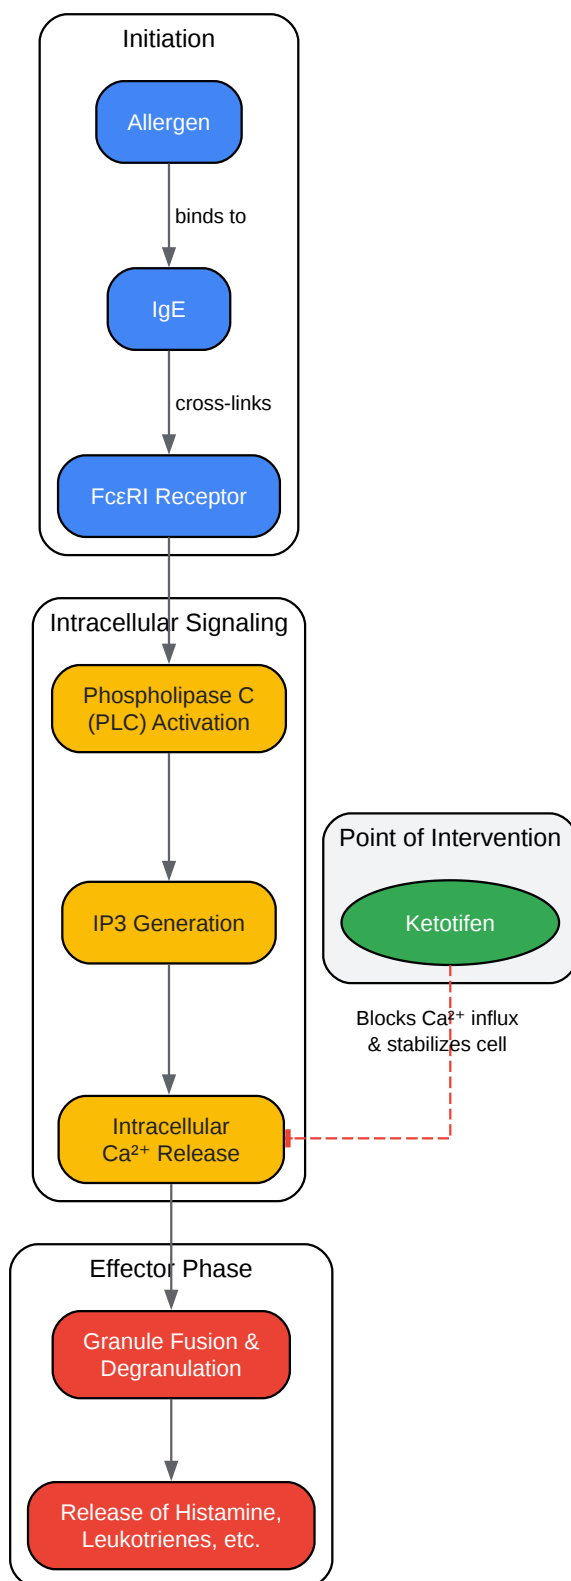 Initiation
Allergen
binds to
IgE
cross-links
FcεRI Receptor
Intracellular Signaling
Phospholipase C
(PLC) Activation
Point of Intervention
IP3 Generation
Ketotifen
Blocks Ca²⁺ influx
& stabilizes cell
Intracellular
Ca²⁺ Release
Effector Phase
Granule Fusion &
Degranulation
Release of Histamine,
Leukotrienes, etc.